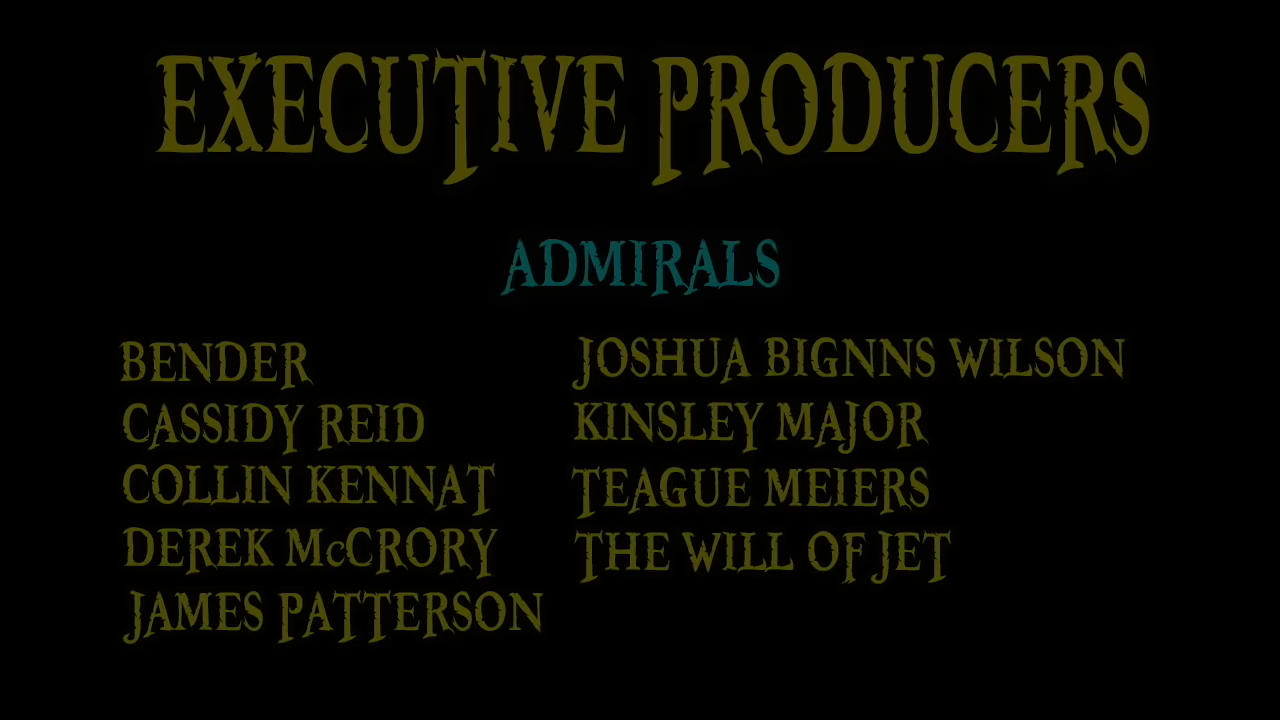 EXECUTIVE PRODUCERS
ADMIRALS
BENDER
CASSIDY REID
COLLIN KENNAT
DEREK McCRORY
JAMES PATTERSON
JOSHUA BIGNNS WILSON
KINSLEY MAJOR
TEAGUE MEIERS
THE WILL OF JET